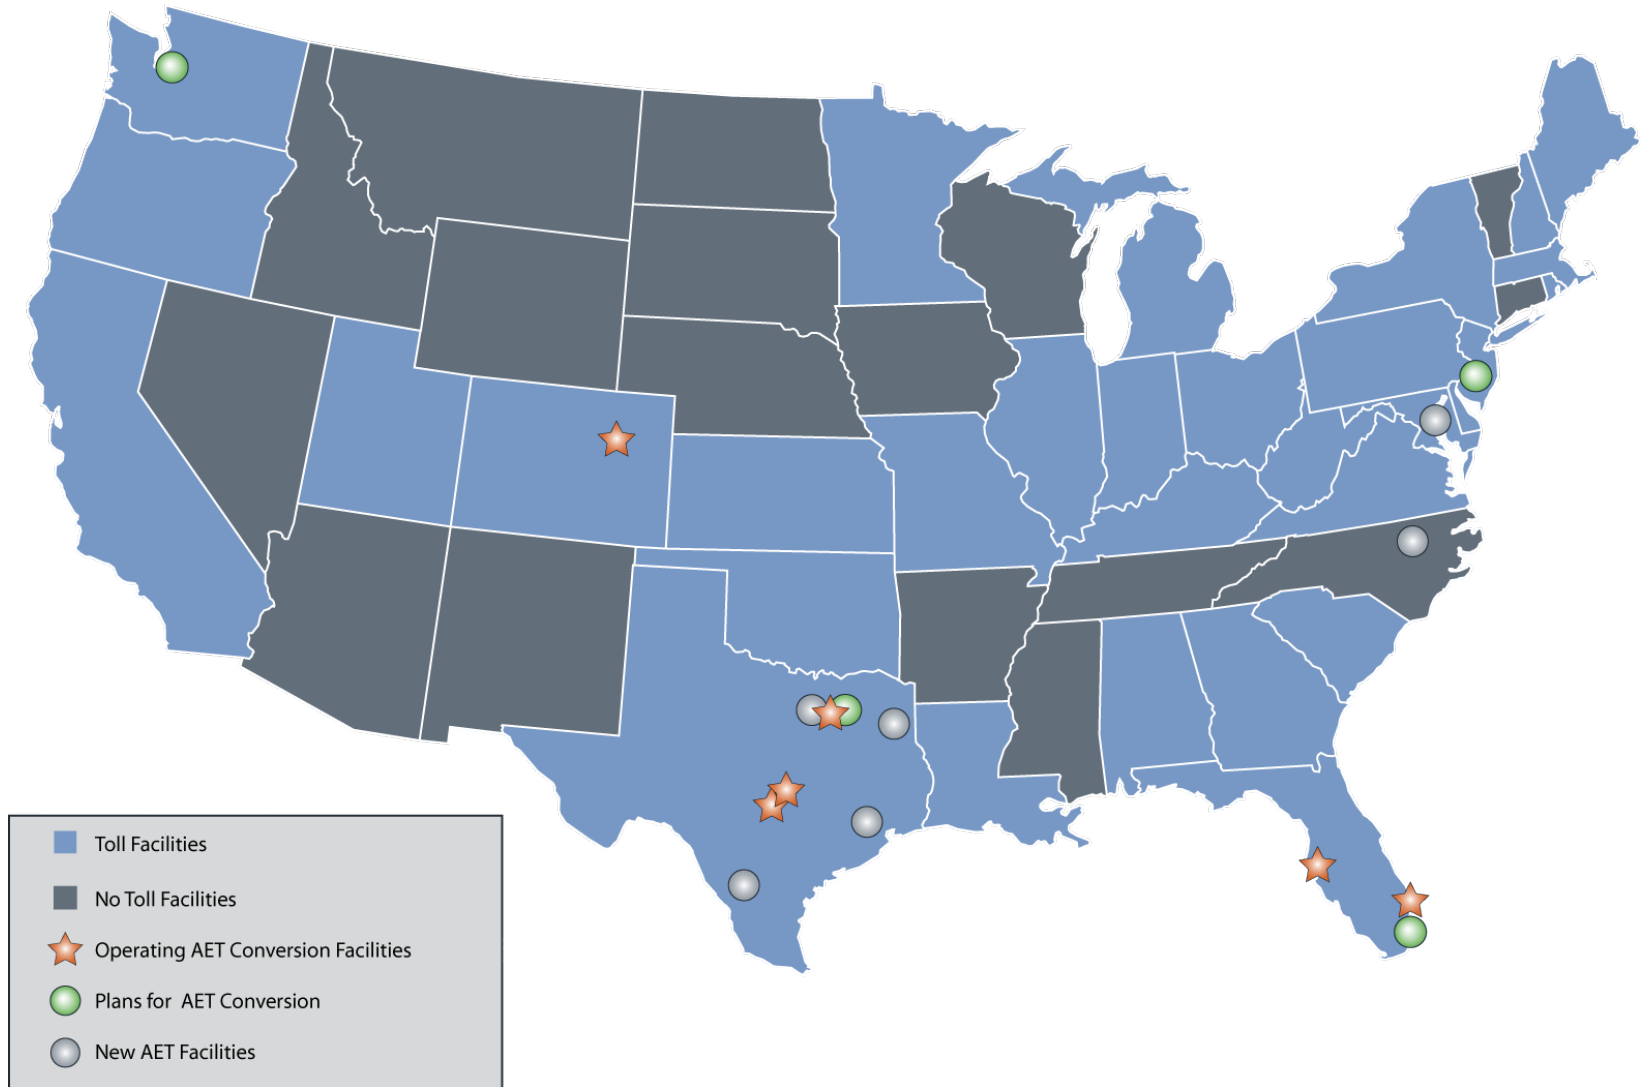 Toll Facilities
No Toll Facilities
Operating AET Conversion Facilities
Plans for AET Conversion
New AET Facilities